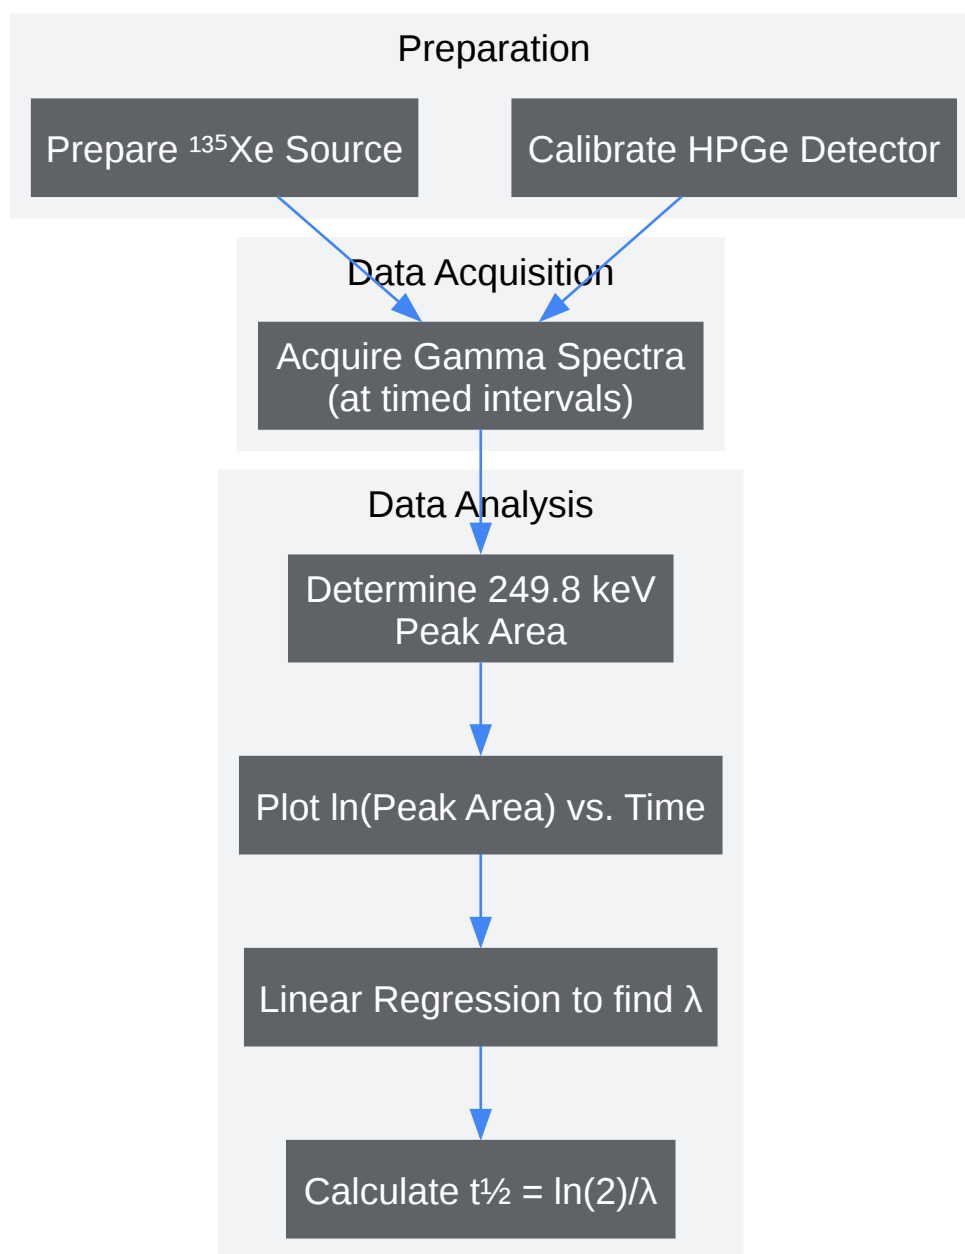 Preparation
Prepare ¹³⁵Xe Source
Calibrate HPGe Detector
Data Acquisition
Acquire Gamma Spectra
(at timed intervals)
Data Analysis
Determine 249.8 keV
Peak Area
Plot ln(Peak Area) vs. Time
Linear Regression to find λ
Calculate t½ = ln(2)/λ